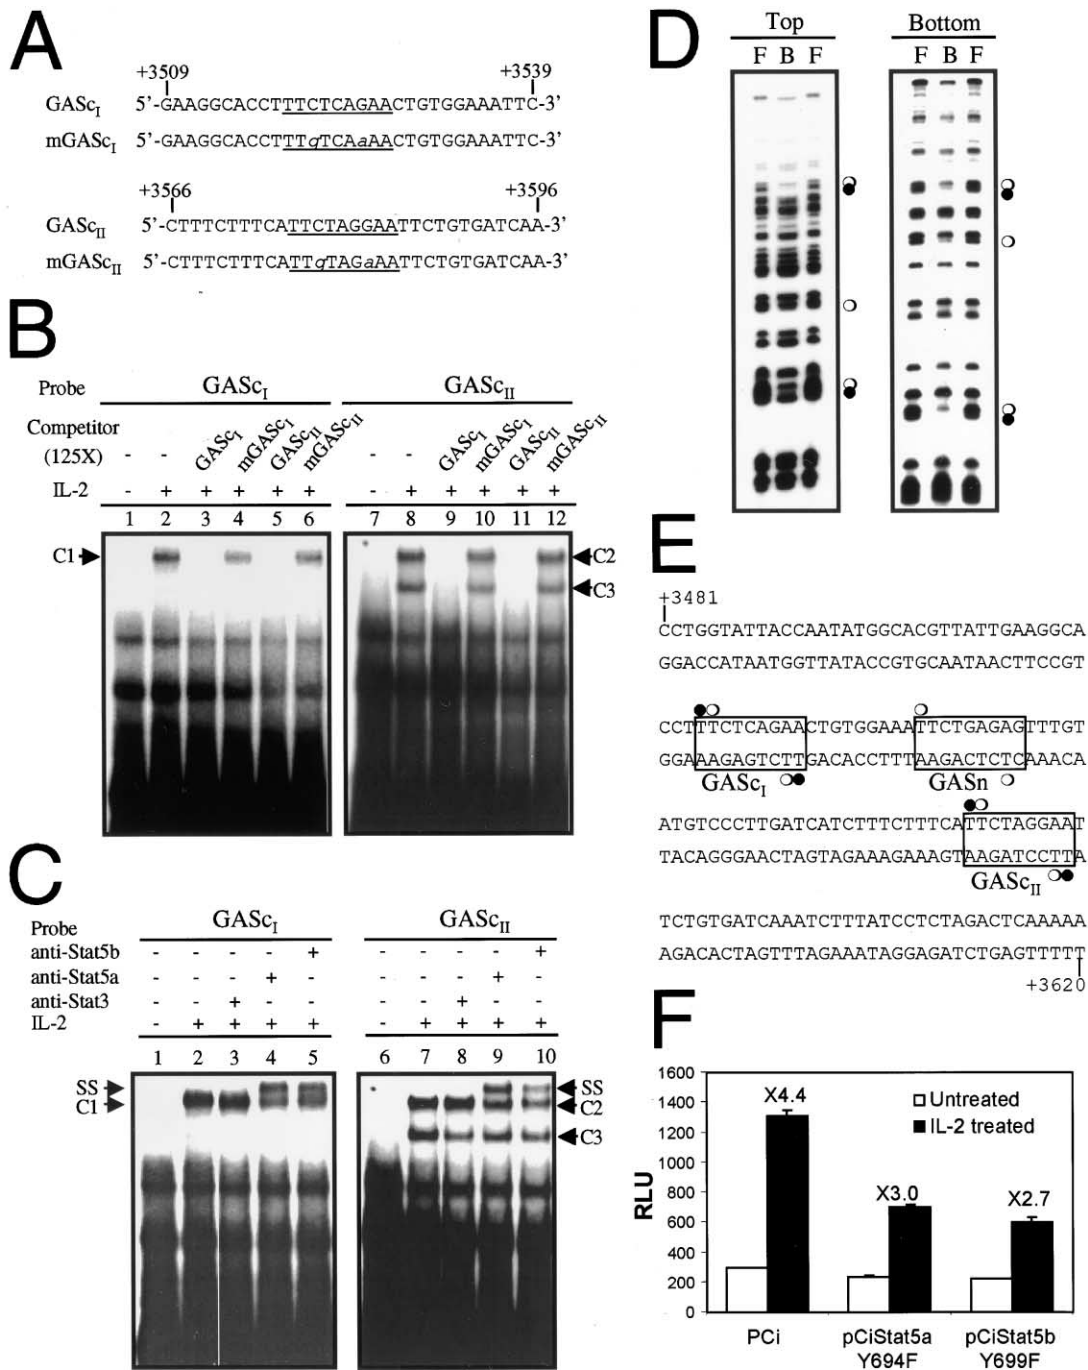 A
+3509 +3539
GASc_I 5'-GAAGGCACCTTTCTCAGAACTGTGGAAATTC-3'
mGASc_I 5'-GAAGGCACCTTTgTCAaAACTGTGGAAATTC-3'
+3566 +3596
GASc_II 5'-CTTTCTTTCATTCTAGGAATTCTGTGATCAA-3'
mGASc_II 5'-CTTTCTTTCATTgTAGaAATTCTGTGATCAA-3'
B
Probe GASc_I GASc_II
Competitor (125X) - - GASc_I mGASc_I GASc_II mGASc_II - - GASc_I mGASc_I GASc_II mGASc_II
IL-2 - + + + + + - + + + + +
1 2 3 4 5 6 7 8 9 10 11 12
C1 C2
C3
C
Probe GASc_I GASc_II
anti-Stat5b - - - - + - - - - +
anti-Stat5a - - - + - - - - + -
anti-Stat3 - - + - - - - + - -
IL-2 - + + + + - + + + +
1 2 3 4 5 6 7 8 9 10
SS SS
C1 C2
C3
D
Top Bottom
F B F F B F
E
+3481
CCTGGTATTACCAATATGGCACGTTATTGAAGGCA
GGACCATAATGGTTATACCGTGCAATAACTTCCGT
CCTTTCTCAGAACTGTGGAAATTCTGAGAGTTTGT
GGAAAGAGTCTTGACACCTTTAAGACTCTCAAACA
GASc_I GASn
ATGTCCCTTGATCATCTTTCTTTCATTCTAGGAAT
TACAGGGAACTAGTAGAAAGAAAGTAAGATCCTTA
GASc_II
TCTGTGATCAAATCTTTATCCTCTAGACTCAAAAA
AGACACTAGTTTAGAAATAGGAGATCTGAGTTTTT
+3620
F
RLU
1600
1400
1200
1000
800
600
400
200
0
X4.4
X3.0
X2.7
Untreated
IL-2 treated
PCi pCiStat5a Y694F pCiStat5b Y699F